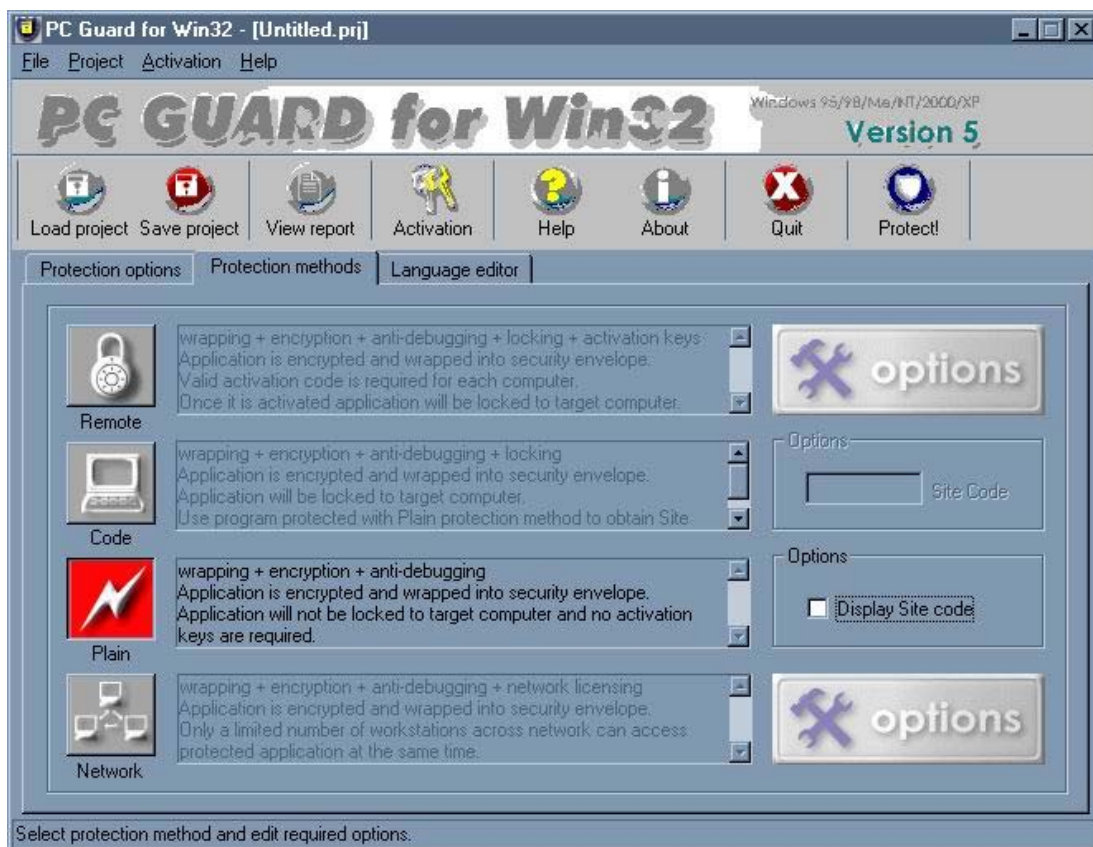 PC Guard for Win32 - [Untitled.prj]
File Project Activation Help
PC GUARD for Win32
Windows 95/98/Me/NT/2000/XP
Version 5
Load project Save project View report Activation Help About Quit Protect!
Protection options Protection methods Language editor
Remote
wrapping + encryption + anti-debugging + locking + activation keys
Application is encrypted and wrapped into security envelope.
Valid activation code is required for each computer.
Once it is activated application will be locked to target computer.
options
Code
wrapping + encryption + anti-debugging + locking
Application is encrypted and wrapped into security envelope.
Application will be locked to target computer.
Use program protected with Plain protection method to obtain Site
Options
Site Code
Plain
wrapping + encryption + anti-debugging
Application is encrypted and wrapped into security envelope.
Application will not be locked to target computer and no activation
keys are required.
Options
Display Site code
Network
wrapping + encryption + anti-debugging + network licensing
Application is encrypted and wrapped into security envelope.
Only a limited number of workstations across network can access
protected application at the same time.
options
Select protection method and edit required options.